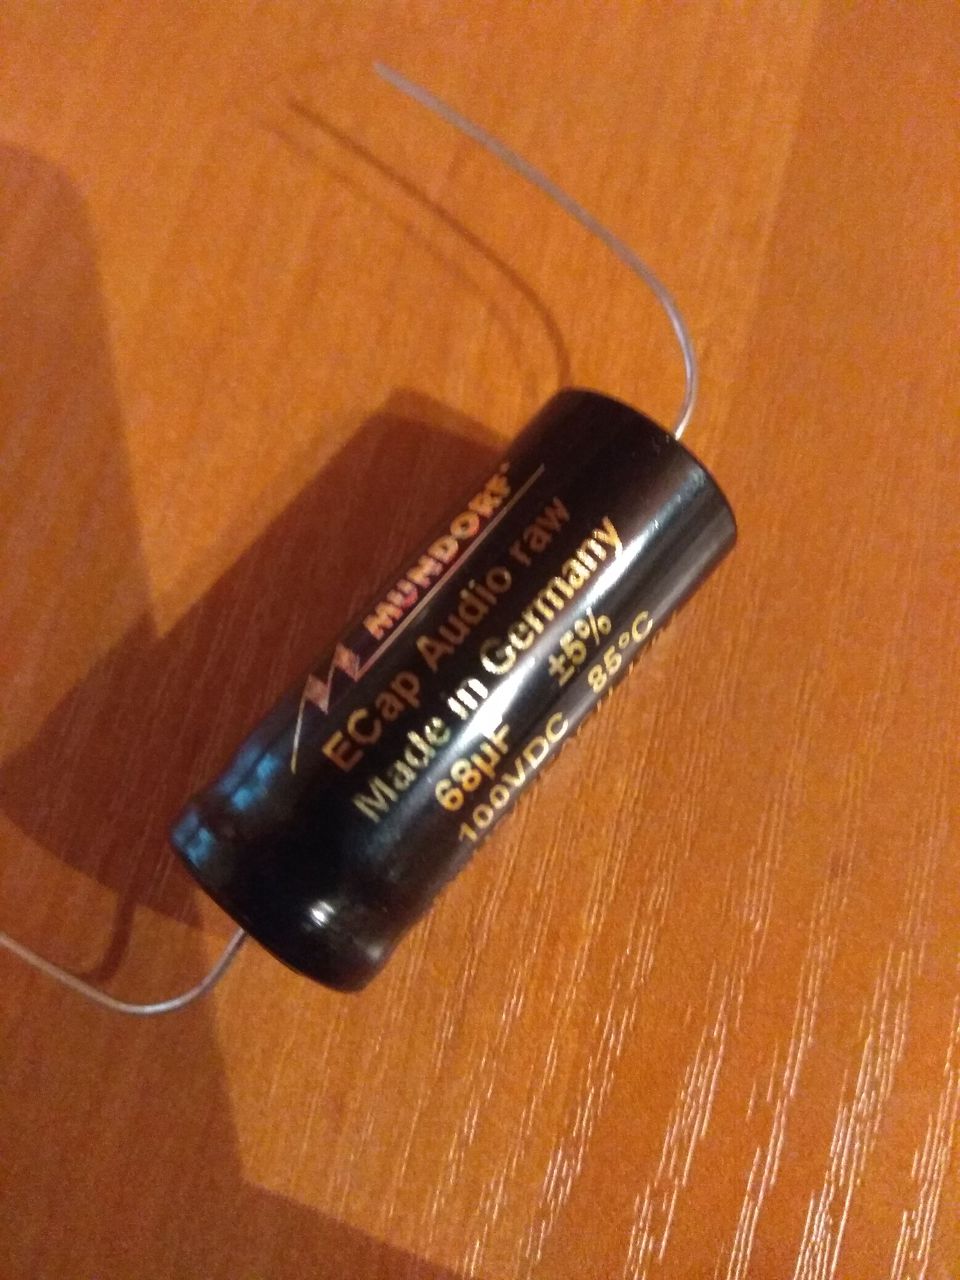 MUNDORF
ECap Audio raw
Made in Germany
68µF ±5%
100VDC 85°C